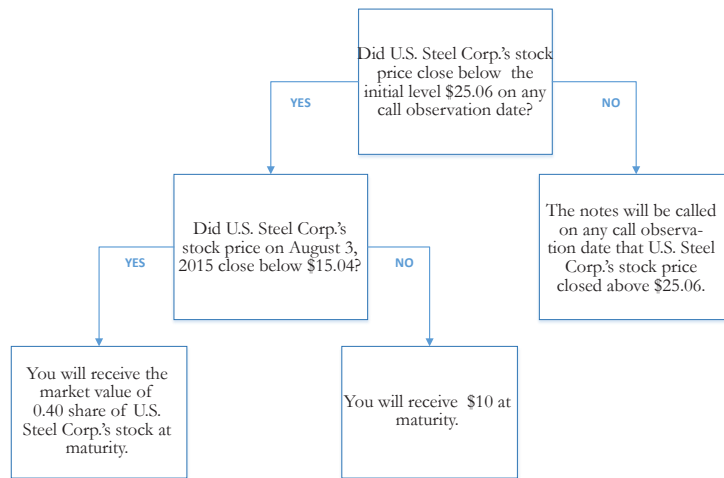 Did U.S. Steel Corp.'s stock
price close below the
initial level $25.06 on any
call observation date?
YES
NO
Did U.S. Steel Corp.'s
stock price on August 3,
2015 close below $15.04?
The notes will be called
on any call observa-
tion date that U.S. Steel
Corp.'s stock price
closed above $25.06.
YES
NO
You will receive the
market value of
0.40 share of U.S.
Steel Corp.'s stock at
maturity.
You will receive $10 at
maturity.